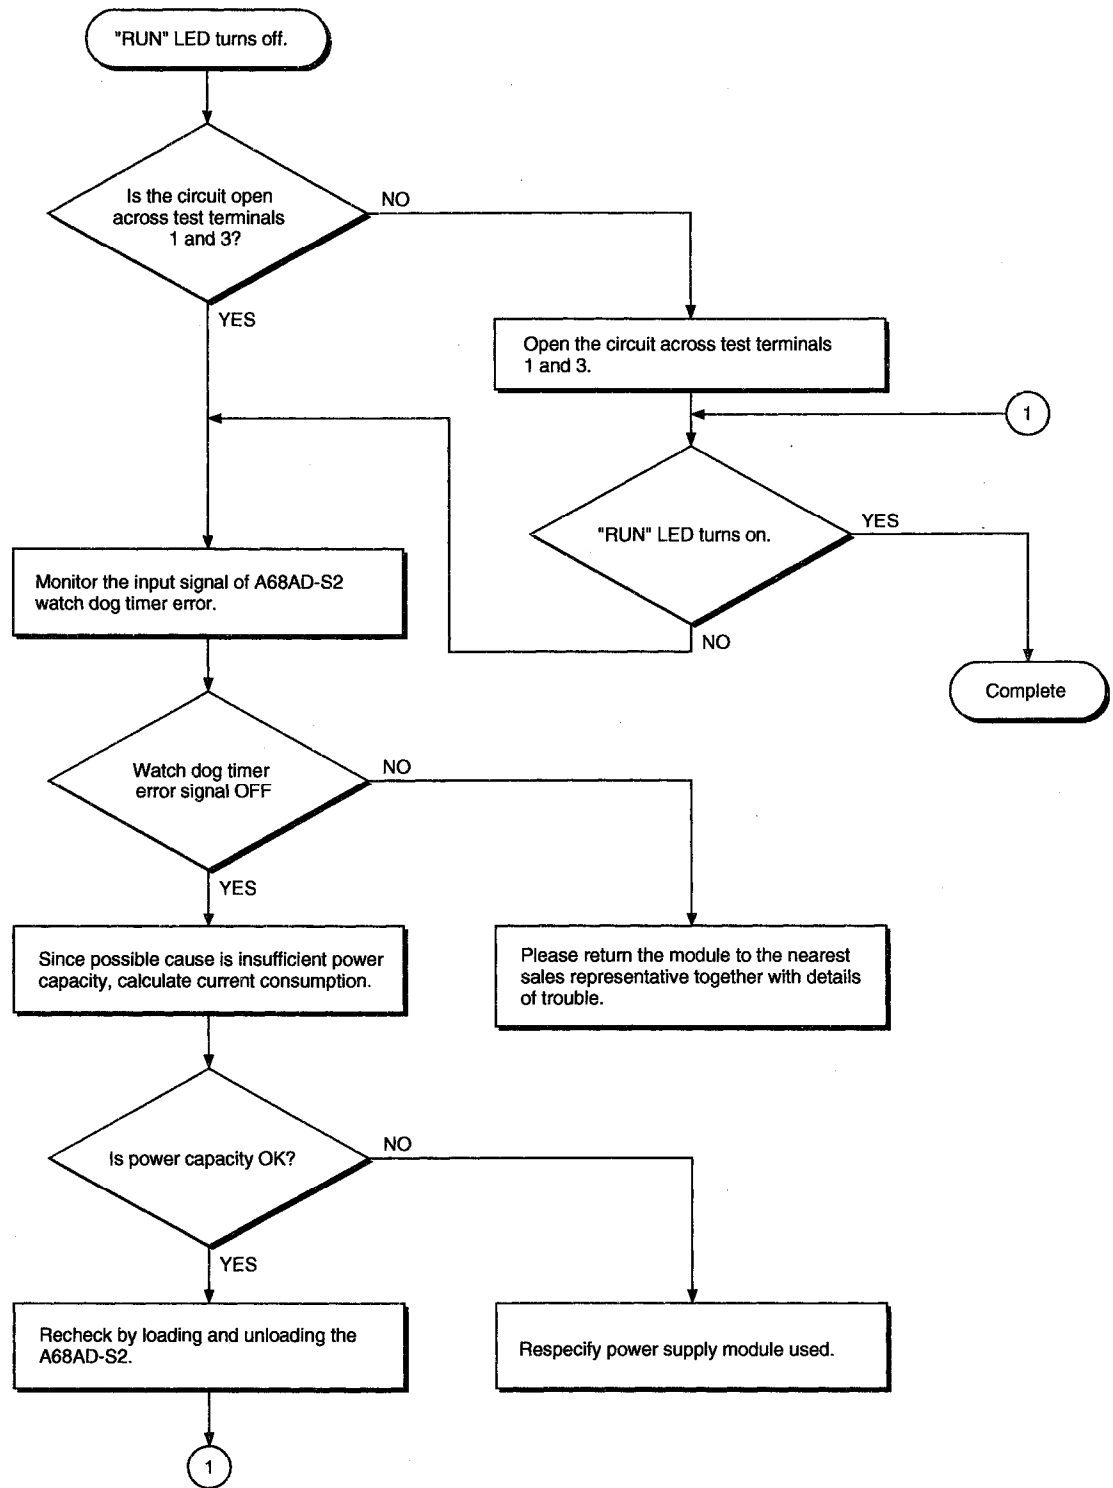 "RUN" LED turns off.
Is the circuit open
across test terminals
1 and 3?
NO
YES
Open the circuit across test terminals
1 and 3.
1
"RUN" LED turns on.
YES
NO
Complete
Monitor the input signal of A68AD-S2
watch dog timer error.
Watch dog timer
error signal OFF
NO
YES
Since possible cause is insufficient power
capacity, calculate current consumption.
Please return the module to the nearest
sales representative together with details
of trouble.
Is power capacity OK?
NO
YES
Recheck by loading and unloading the
A68AD-S2.
Respecify power supply module used.
1